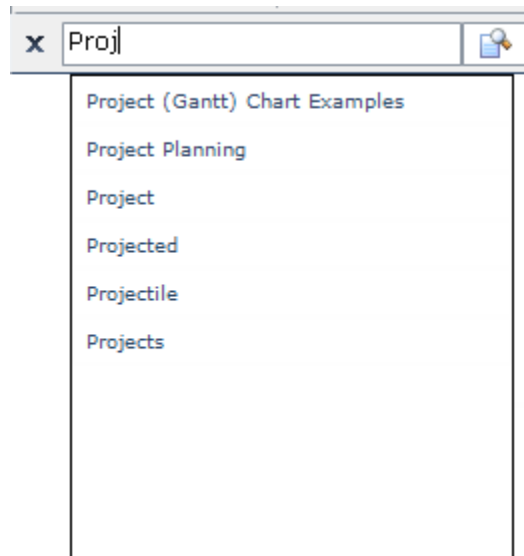 x
Proj
Project (Gantt) Chart Examples
Project Planning
Project
Projected
Projectile
Projects